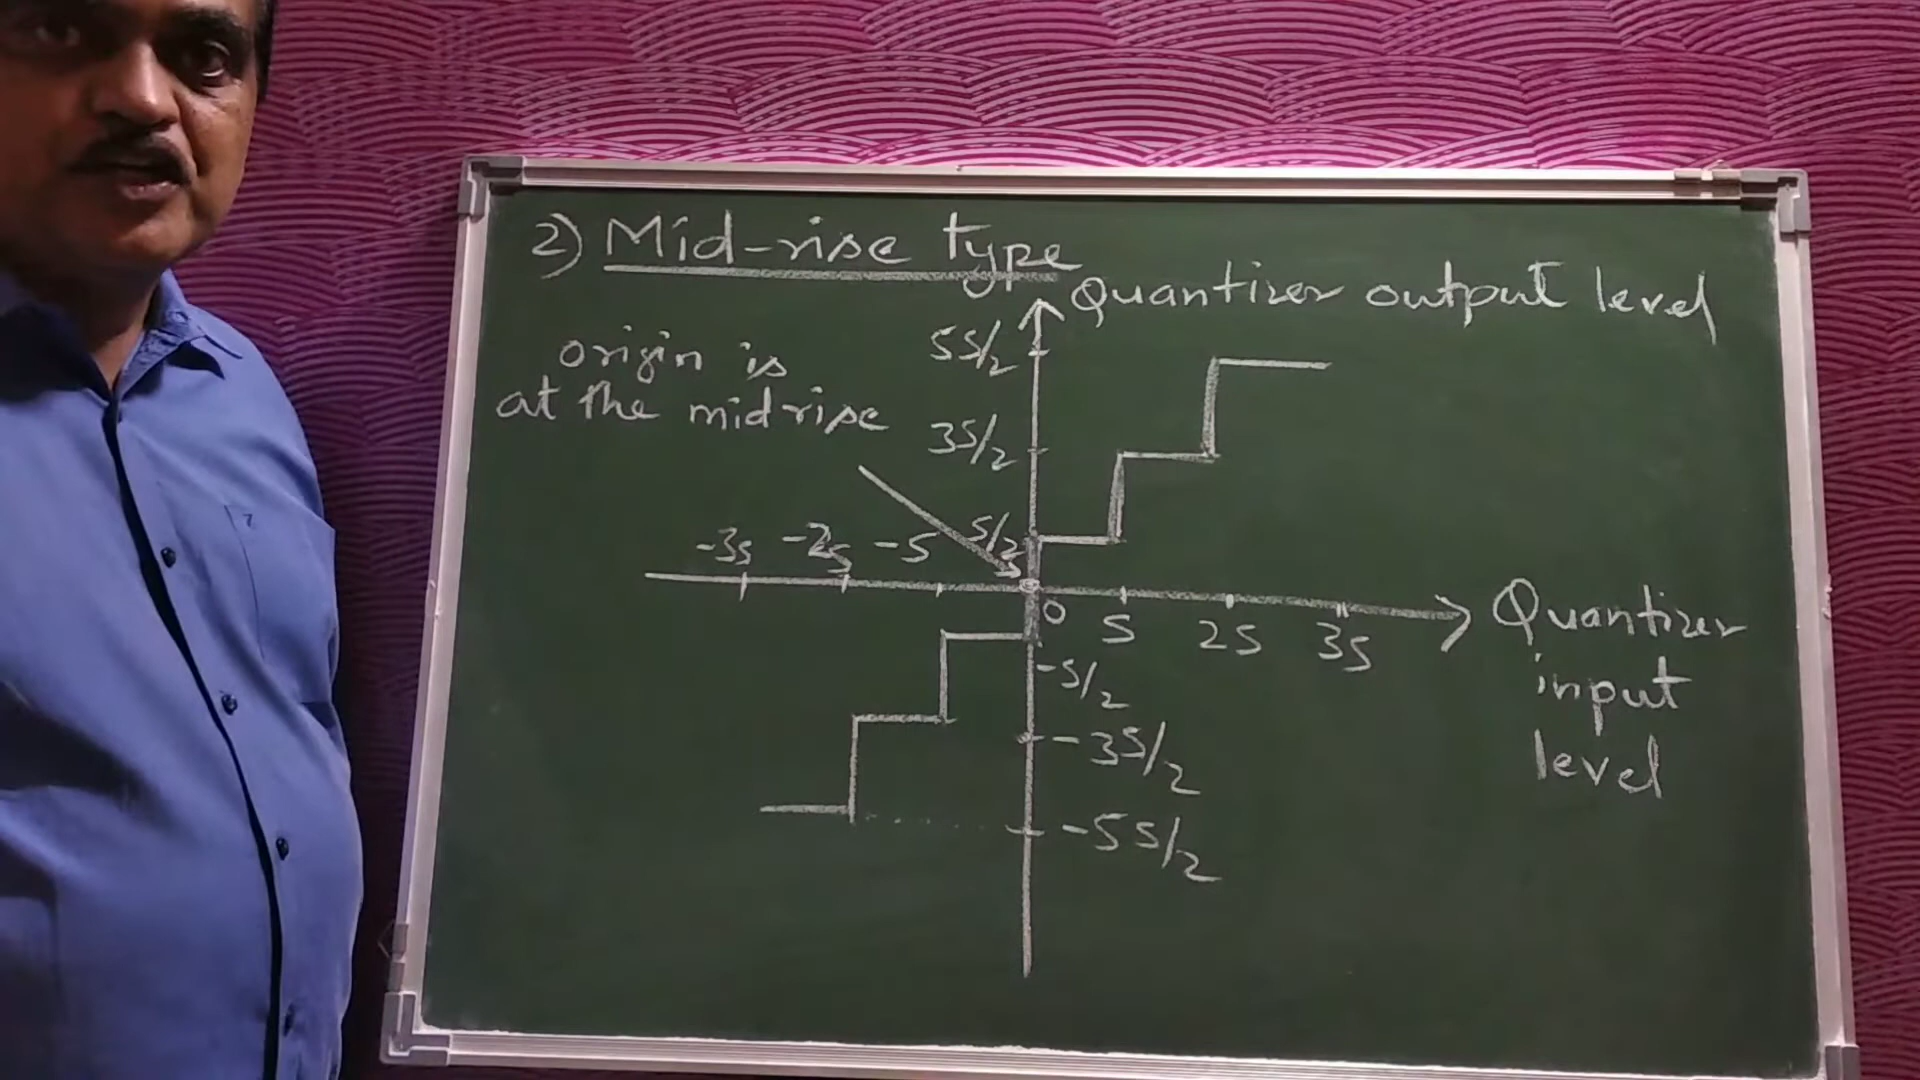 2) Mid-rise type
Quantizer output level
origin is
at the midrise
5S/2
3S/2
S/2
-3S -2S -S
0 S 2S 3S
Quantizer
input
level
-S/2
-3S/2
-5S/2